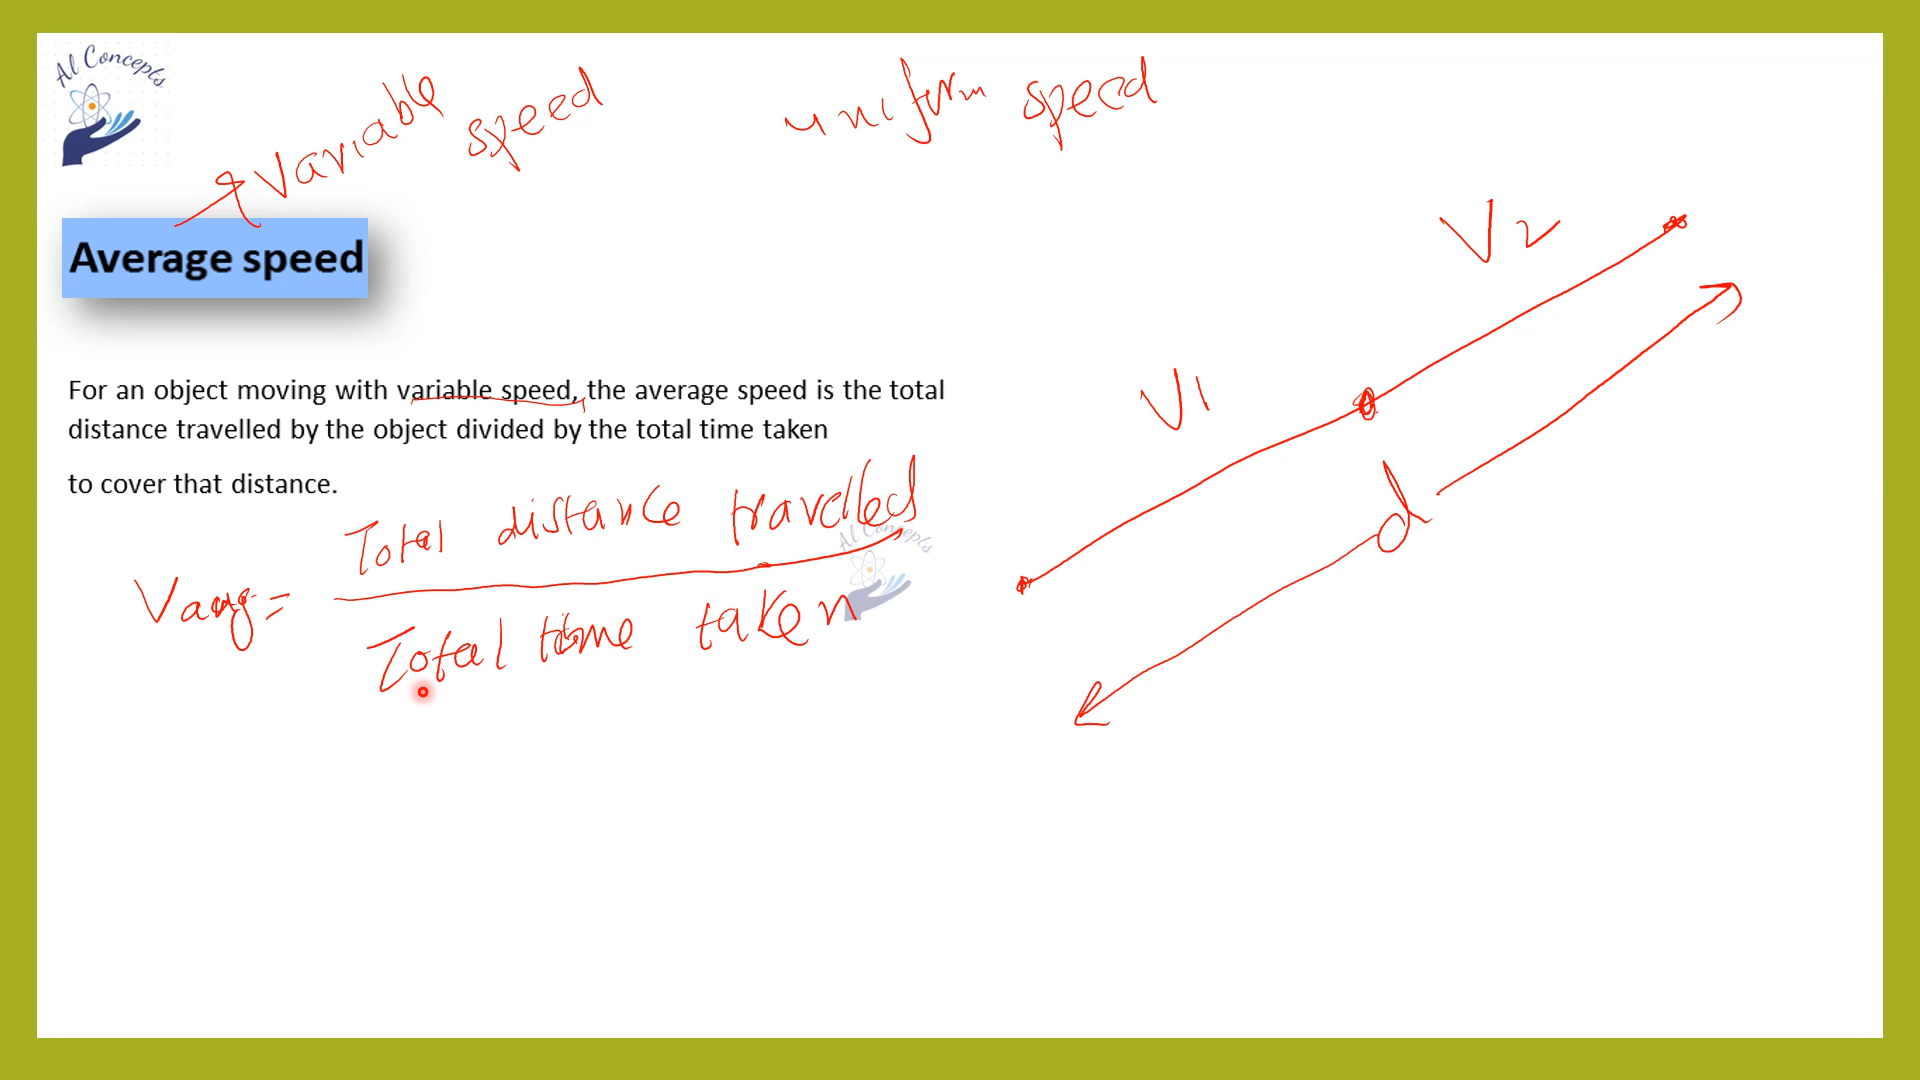 Al Concepts
variable speed
uniform speed
Average speed
V2
V1
For an object moving with variable speed, the average speed is the total
distance travelled by the object divided by the total time taken
to cover that distance.
Total distance travelled
Al Concepts
Vavg =
Total time taken
d